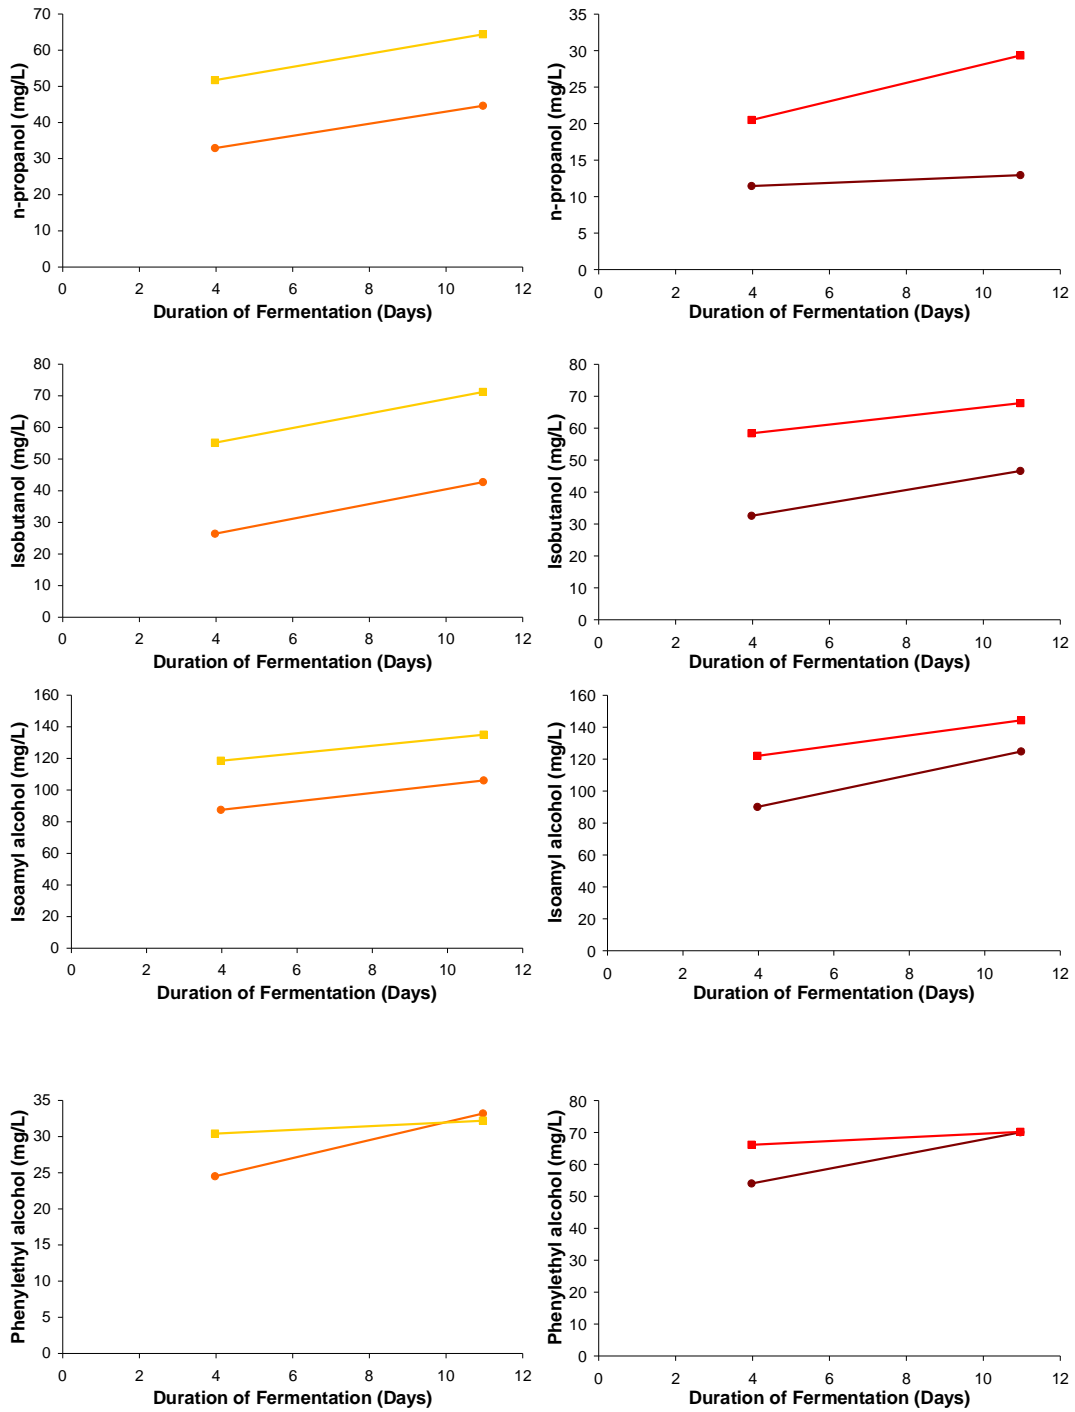 70
60
50
40
30
20
10
0
n-propanol (mg/L)
0 2 4 6 8 10 12
Duration of Fermentation (Days)
35
30
25
20
15
10
5
0
n-propanol (mg/L)
0 2 4 6 8 10 12
Duration of Fermentation (Days)
80
70
60
50
40
30
20
10
0
Isobutanol (mg/L)
0 2 4 6 8 10 12
Duration of Fermentation (Days)
80
70
60
50
40
30
20
10
0
Isobutanol (mg/L)
0 2 4 6 8 10 12
Duration of Fermentation (Days)
160
140
120
100
80
60
40
20
0
Isoamyl alcohol (mg/L)
0 2 4 6 8 10 12
Duration of Fermentation (Days)
160
140
120
100
80
60
40
20
0
Isoamyl alcohol (mg/L)
0 2 4 6 8 10 12
Duration of Fermentation (Days)
35
30
25
20
15
10
5
0
Phenylethyl alcohol (mg/L)
0 2 4 6 8 10 12
Duration of Fermentation (Days)
80
70
60
50
40
30
20
10
0
Phenylethyl alcohol (mg/L)
0 2 4 6 8 10 12
Duration of Fermentation (Days)